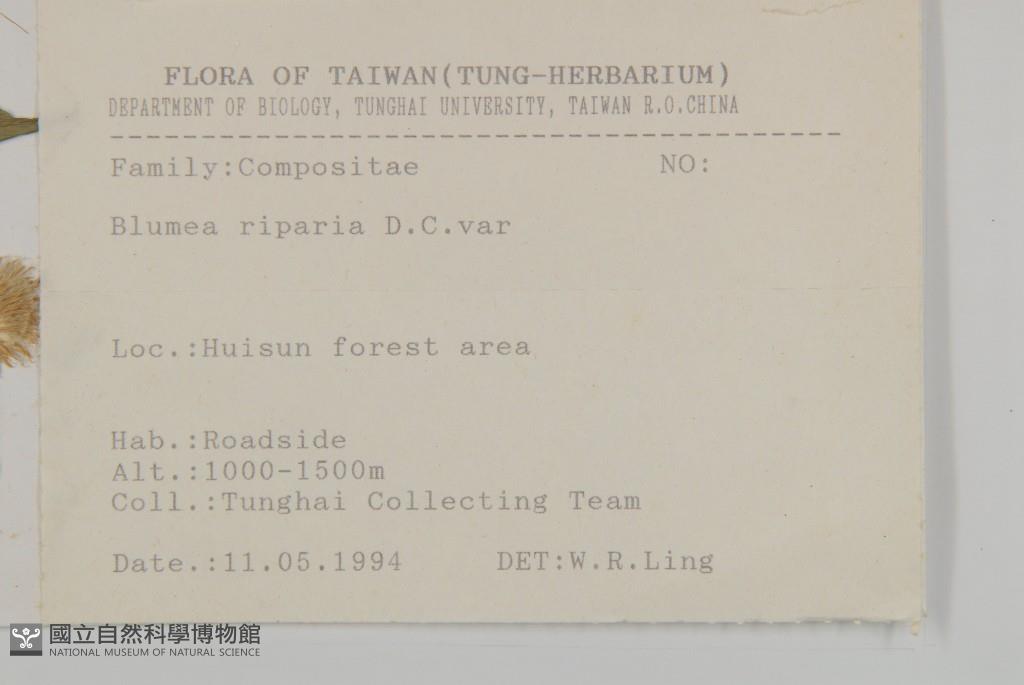 FLORA OF TAIWAN(TUNG-HERBARIUM)
DEPARTMENT OF BIOLOGY, TUNGHAI UNIVERSITY, TAIWAN R.O.CHINA
Family:Compositae NO:
Blumea riparia D.C.var
Loc.:Huisun forest area
Hab.:Roadside
Alt.:1000-1500m
Coll.:Tunghai Collecting Team
Date.:11.05.1994 DET:W.R.Ling
國立自然科學博物館
NATIONAL MUSEUM OF NATURAL SCIENCE